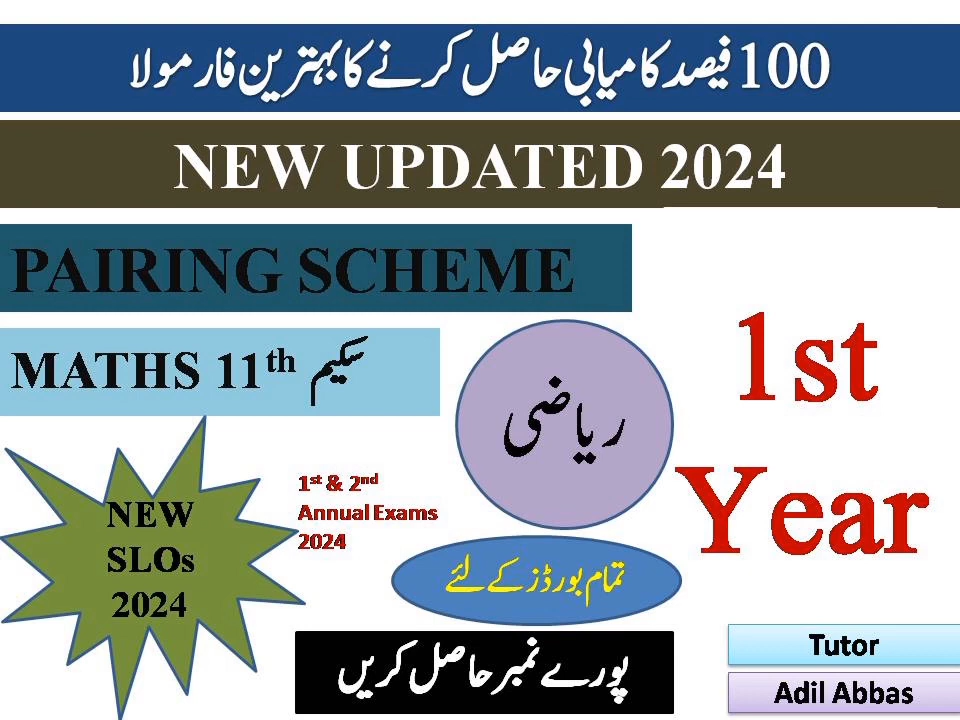 100 فیصد کامیابی حاصل کرنے کا بہترین فارمولا
NEW UPDATED 2024
PAIRING SCHEME
MATHS 11th سکیم
ریاضی
1st
Year
NEW
SLOs
2024
1st & 2nd
Annual Exams
2024
تمام بورڈز کے لئے
پورے نمبر حاصل کریں
Tutor
Adil Abbas